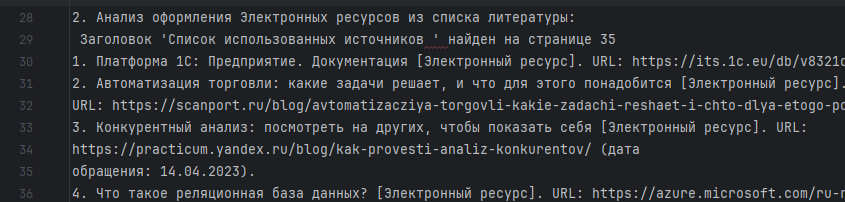 28 2. Анализ оформления Электронных ресурсов из списка литературы:
29 Заголовок 'Список использованных источников ' найден на странице 35
30 1. Платформа 1С: Предприятие. Документация [Электронный ресурс]. URL: https://its.1c.eu/db/v8321d
31 2. Автоматизация торговли: какие задачи решает, и что для этого понадобится [Электронный ресурс].
32 URL: https://scanport.ru/blog/avtomatizacziya-torgovli-kakie-zadachi-reshaet-i-chto-dlya-etogo-po
33 3. Конкурентный анализ: посмотреть на других, чтобы показать себя [Электронный ресурс]. URL:
34 https://practicum.yandex.ru/blog/kak-provesti-analiz-konkurentov/ (дата
35 обращения: 14.04.2023).
36 4. Что такое реляционная база данных? [Электронный ресурс]. URL: https://azure.microsoft.com/ru-r